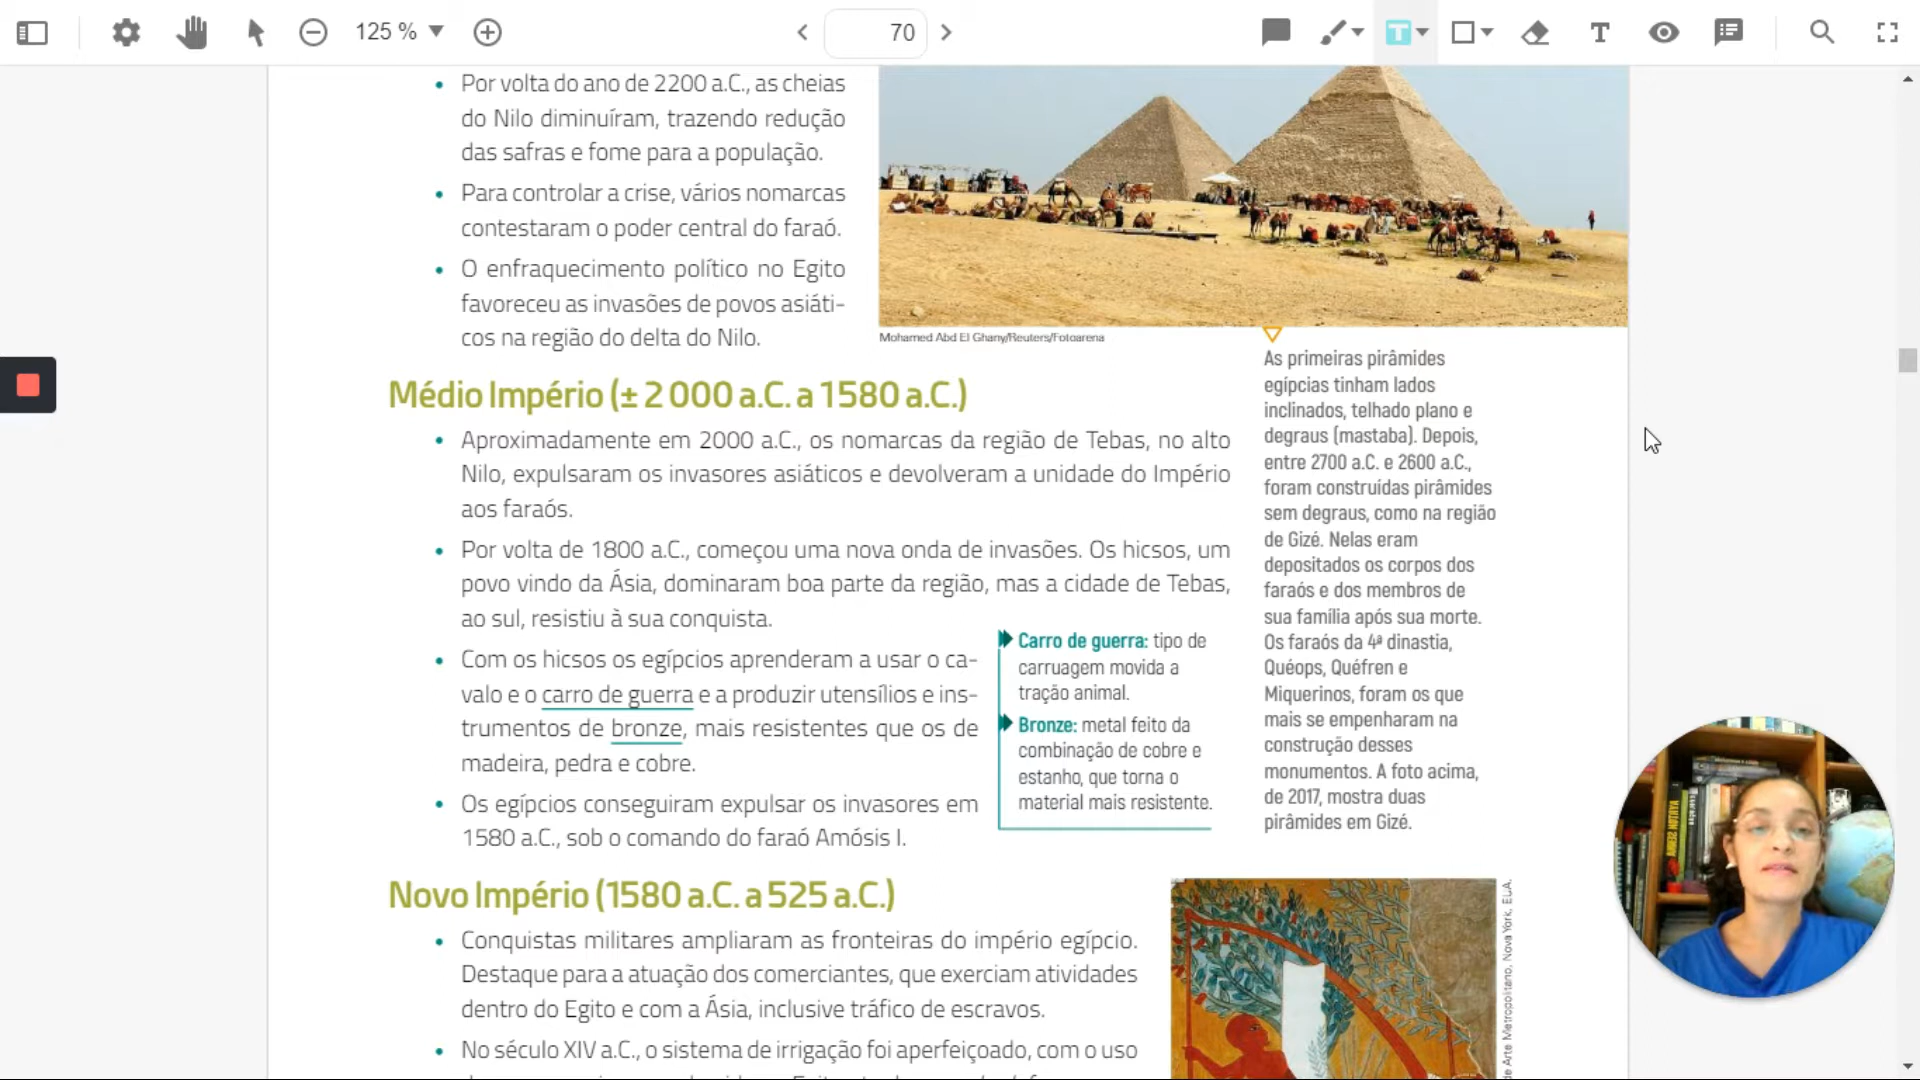 125 %
70
Por volta do ano de 2200 a.C., as cheias
do Nilo diminuíram, trazendo redução
das safras e fome para a população.
Para controlar a crise, vários nomarcas
contestaram o poder central do faraó.
O enfraquecimento político no Egito
favoreceu as invasões de povos asiáti-
cos na região do delta do Nilo.
Mohamed Abd El Ghany/Reuters/Fotoarena
As primeiras pirâmides
egípcias tinham lados
inclinados, telhado plano e
degraus (mastaba). Depois,
entre 2700 a.C. e 2600 a.C.,
foram construídas pirâmides
sem degraus, como na região
de Gizé. Nelas eram
depositados os corpos dos
faraós e dos membros de
sua família após sua morte.
Os faraós da 4ª dinastia,
Quéops, Quéfren e
Miquerinos, foram os que
mais se empenharam na
construção desses
monumentos. A foto acima,
de 2017, mostra duas
pirâmides em Gizé.
Médio Império (± 2 000 a.C. a 1580 a.C.)
Aproximadamente em 2000 a.C., os nomarcas da região de Tebas, no alto
Nilo, expulsaram os invasores asiáticos e devolveram a unidade do Império
aos faraós.
Por volta de 1800 a.C., começou uma nova onda de invasões. Os hicsos, um
povo vindo da Ásia, dominaram boa parte da região, mas a cidade de Tebas,
ao sul, resistiu à sua conquista.
Com os hicsos os egípcios aprenderam a usar o ca-
valo e o carro de guerra e a produzir utensílios e ins-
trumentos de bronze, mais resistentes que os de
madeira, pedra e cobre.
Os egípcios conseguiram expulsar os invasores em
1580 a.C., sob o comando do faraó Amósis I.
Carro de guerra: tipo de
carruagem movida a
tração animal.
Bronze: metal feito da
combinação de cobre e
estanho, que torna o
material mais resistente.
Novo Império (1580 a.C. a 525 a.C.)
Conquistas militares ampliaram as fronteiras do império egípcio.
Destaque para a atuação dos comerciantes, que exerciam atividades
dentro do Egito e com a Ásia, inclusive tráfico de escravos.
No século XIV a.C., o sistema de irrigação foi aperfeiçoado, com o uso
de Arte Metropolitano, Nova York, EUA.